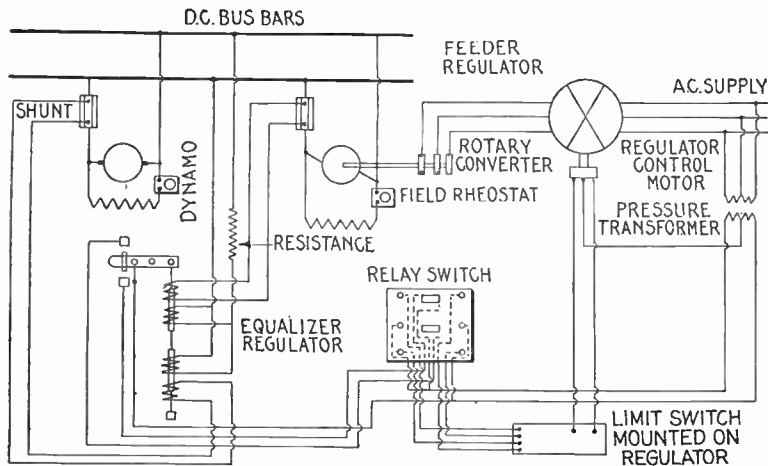 D.C. BUS BARS
FEEDER
REGULATOR
A.C. SUPPLY
SHUNT
DYNAMO
ROTARY
CONVERTER
REGULATOR
CONTROL
MOTOR
FIELD RHEOSTAT
PRESSURE
TRANSFORMER
RESISTANCE
RELAY SWITCH
EQUALIZER
REGULATOR
LIMIT SWITCH
MOUNTED ON
REGULATOR